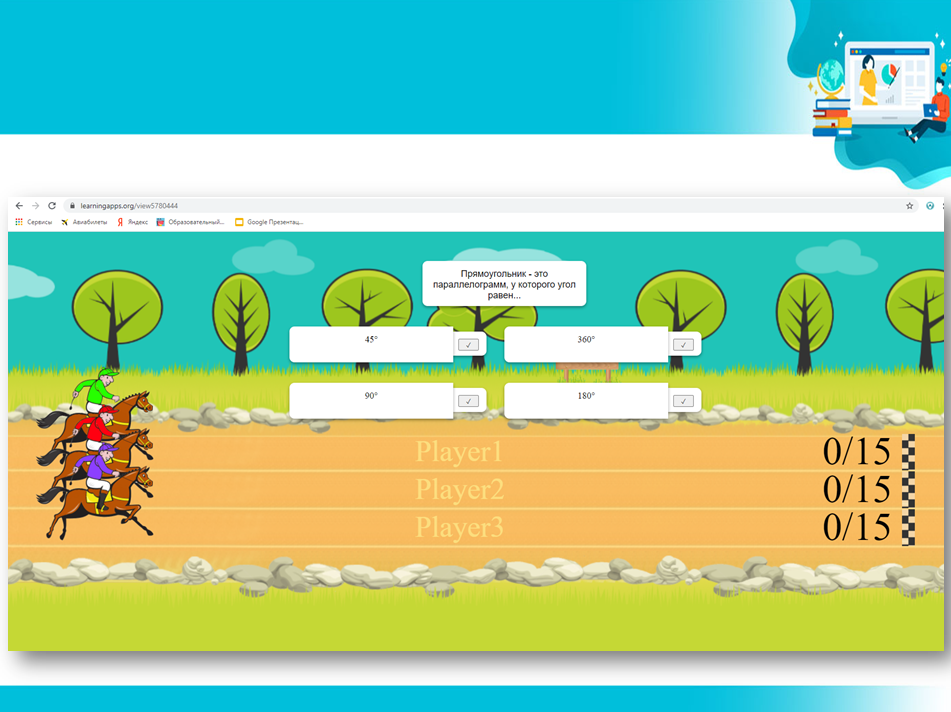 learningapps.org/view5780444
Сервисы Авиабилеты Яндекс Образовательный... Google Презентац...
Прямоугольник - это
параллелограмм, у которого угол
равен...
45° 360°
90° 180°
Player1 0/15
Player2 0/15
Player3 0/15